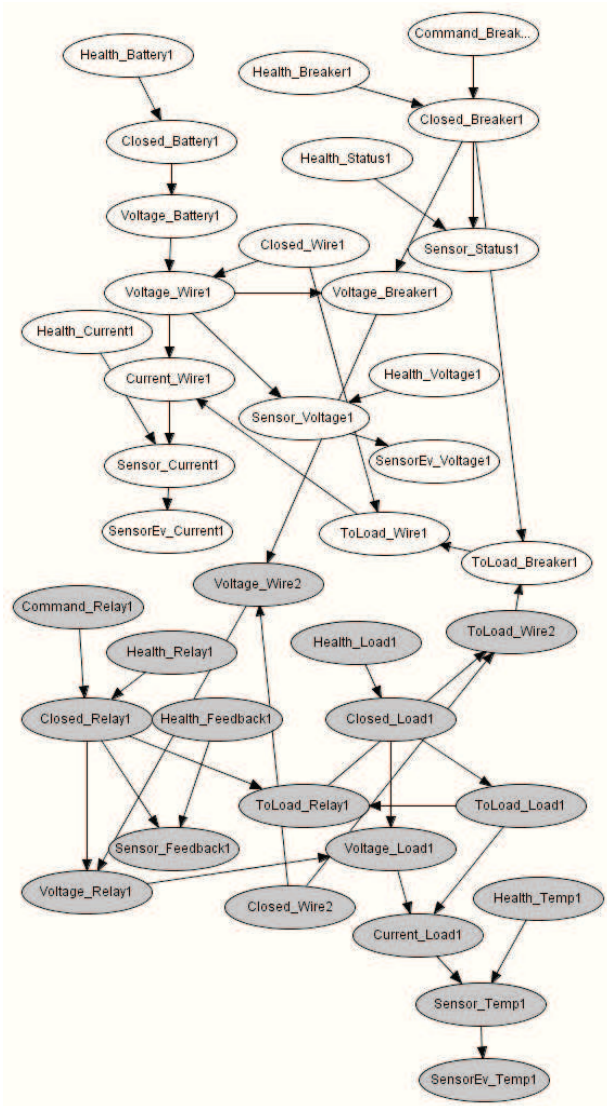 Command_Break...
Health_Battery1
Health_Breaker1
Closed_Breaker1
Closed_Battery1
Health_Status1
Voltage_Battery1
Closed_Wire1
Sensor_Status1
Voltage_Wire1
Voltage_Breaker1
Health_Current1
Current_Wire1
Health_Voltage1
Sensor_Voltage1
Sensor_Current1
SensorEv_Voltage1
SensorEv_Current1
ToLoad_Wire1
ToLoad_Breaker1
Voltage_Wire2
Command_Relay1
ToLoad_Wire2
Health_Load1
Health_Relay1
Closed_Relay1
Health_Feedback1
Closed_Load1
ToLoad_Relay1
ToLoad_Load1
Sensor_Feedback1
Voltage_Load1
Voltage_Relay1
Closed_Wire2
Health_Temp1
Current_Load1
Sensor_Temp1
SensorEv_Temp1